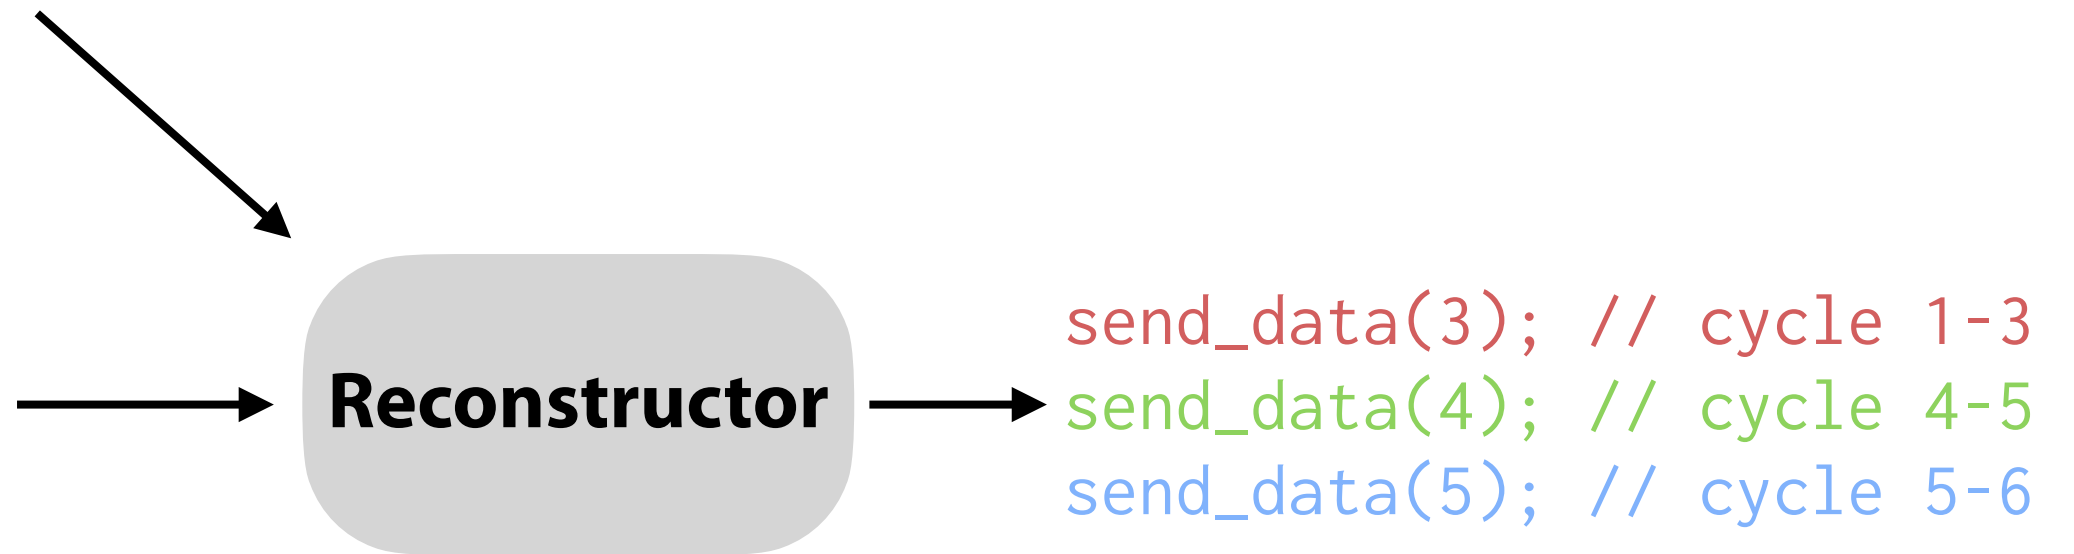 Reconstructor
send_data(3); // cycle 1-3
send_data(4); // cycle 4-5
send_data(5); // cycle 5-6